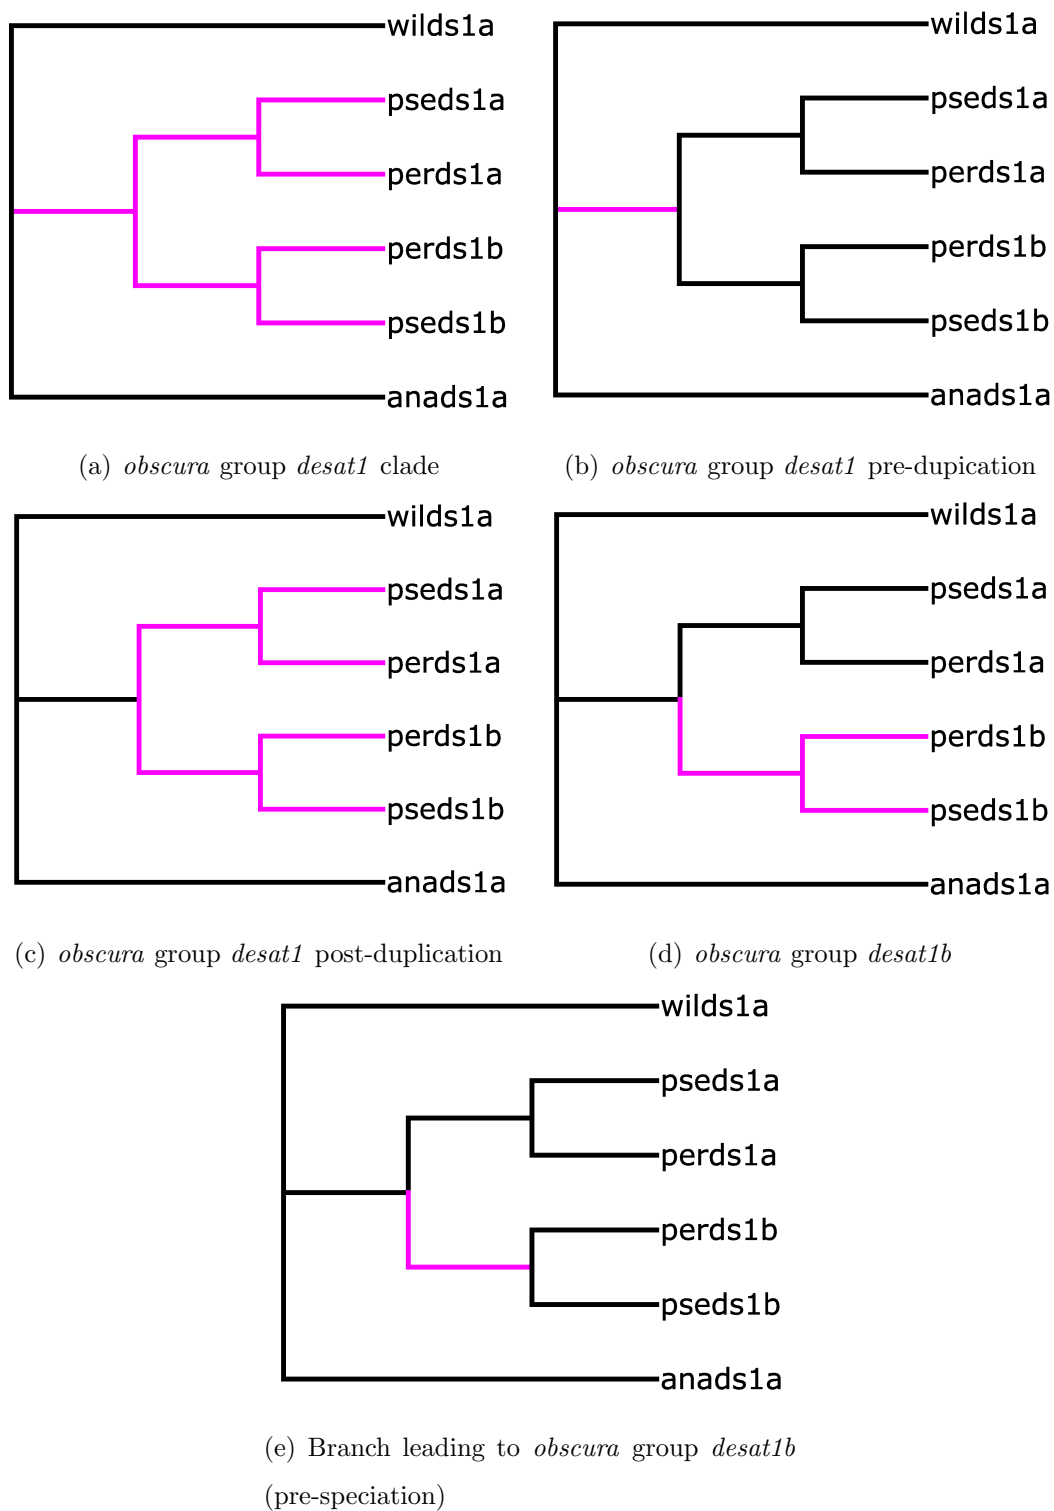 wilds1a
pseds1a
perds1a
perds1b
pseds1b
anads1a
(a) obscura group desat1 clade
wilds1a
pseds1a
perds1a
perds1b
pseds1b
anads1a
(b) obscura group desat1 pre-dupication
wilds1a
pseds1a
perds1a
perds1b
pseds1b
anads1a
(c) obscura group desat1 post-duplication
wilds1a
pseds1a
perds1a
perds1b
pseds1b
anads1a
(d) obscura group desat1b
wilds1a
pseds1a
perds1a
perds1b
pseds1b
anads1a
(e) Branch leading to obscura group desat1b
(pre-speciation)